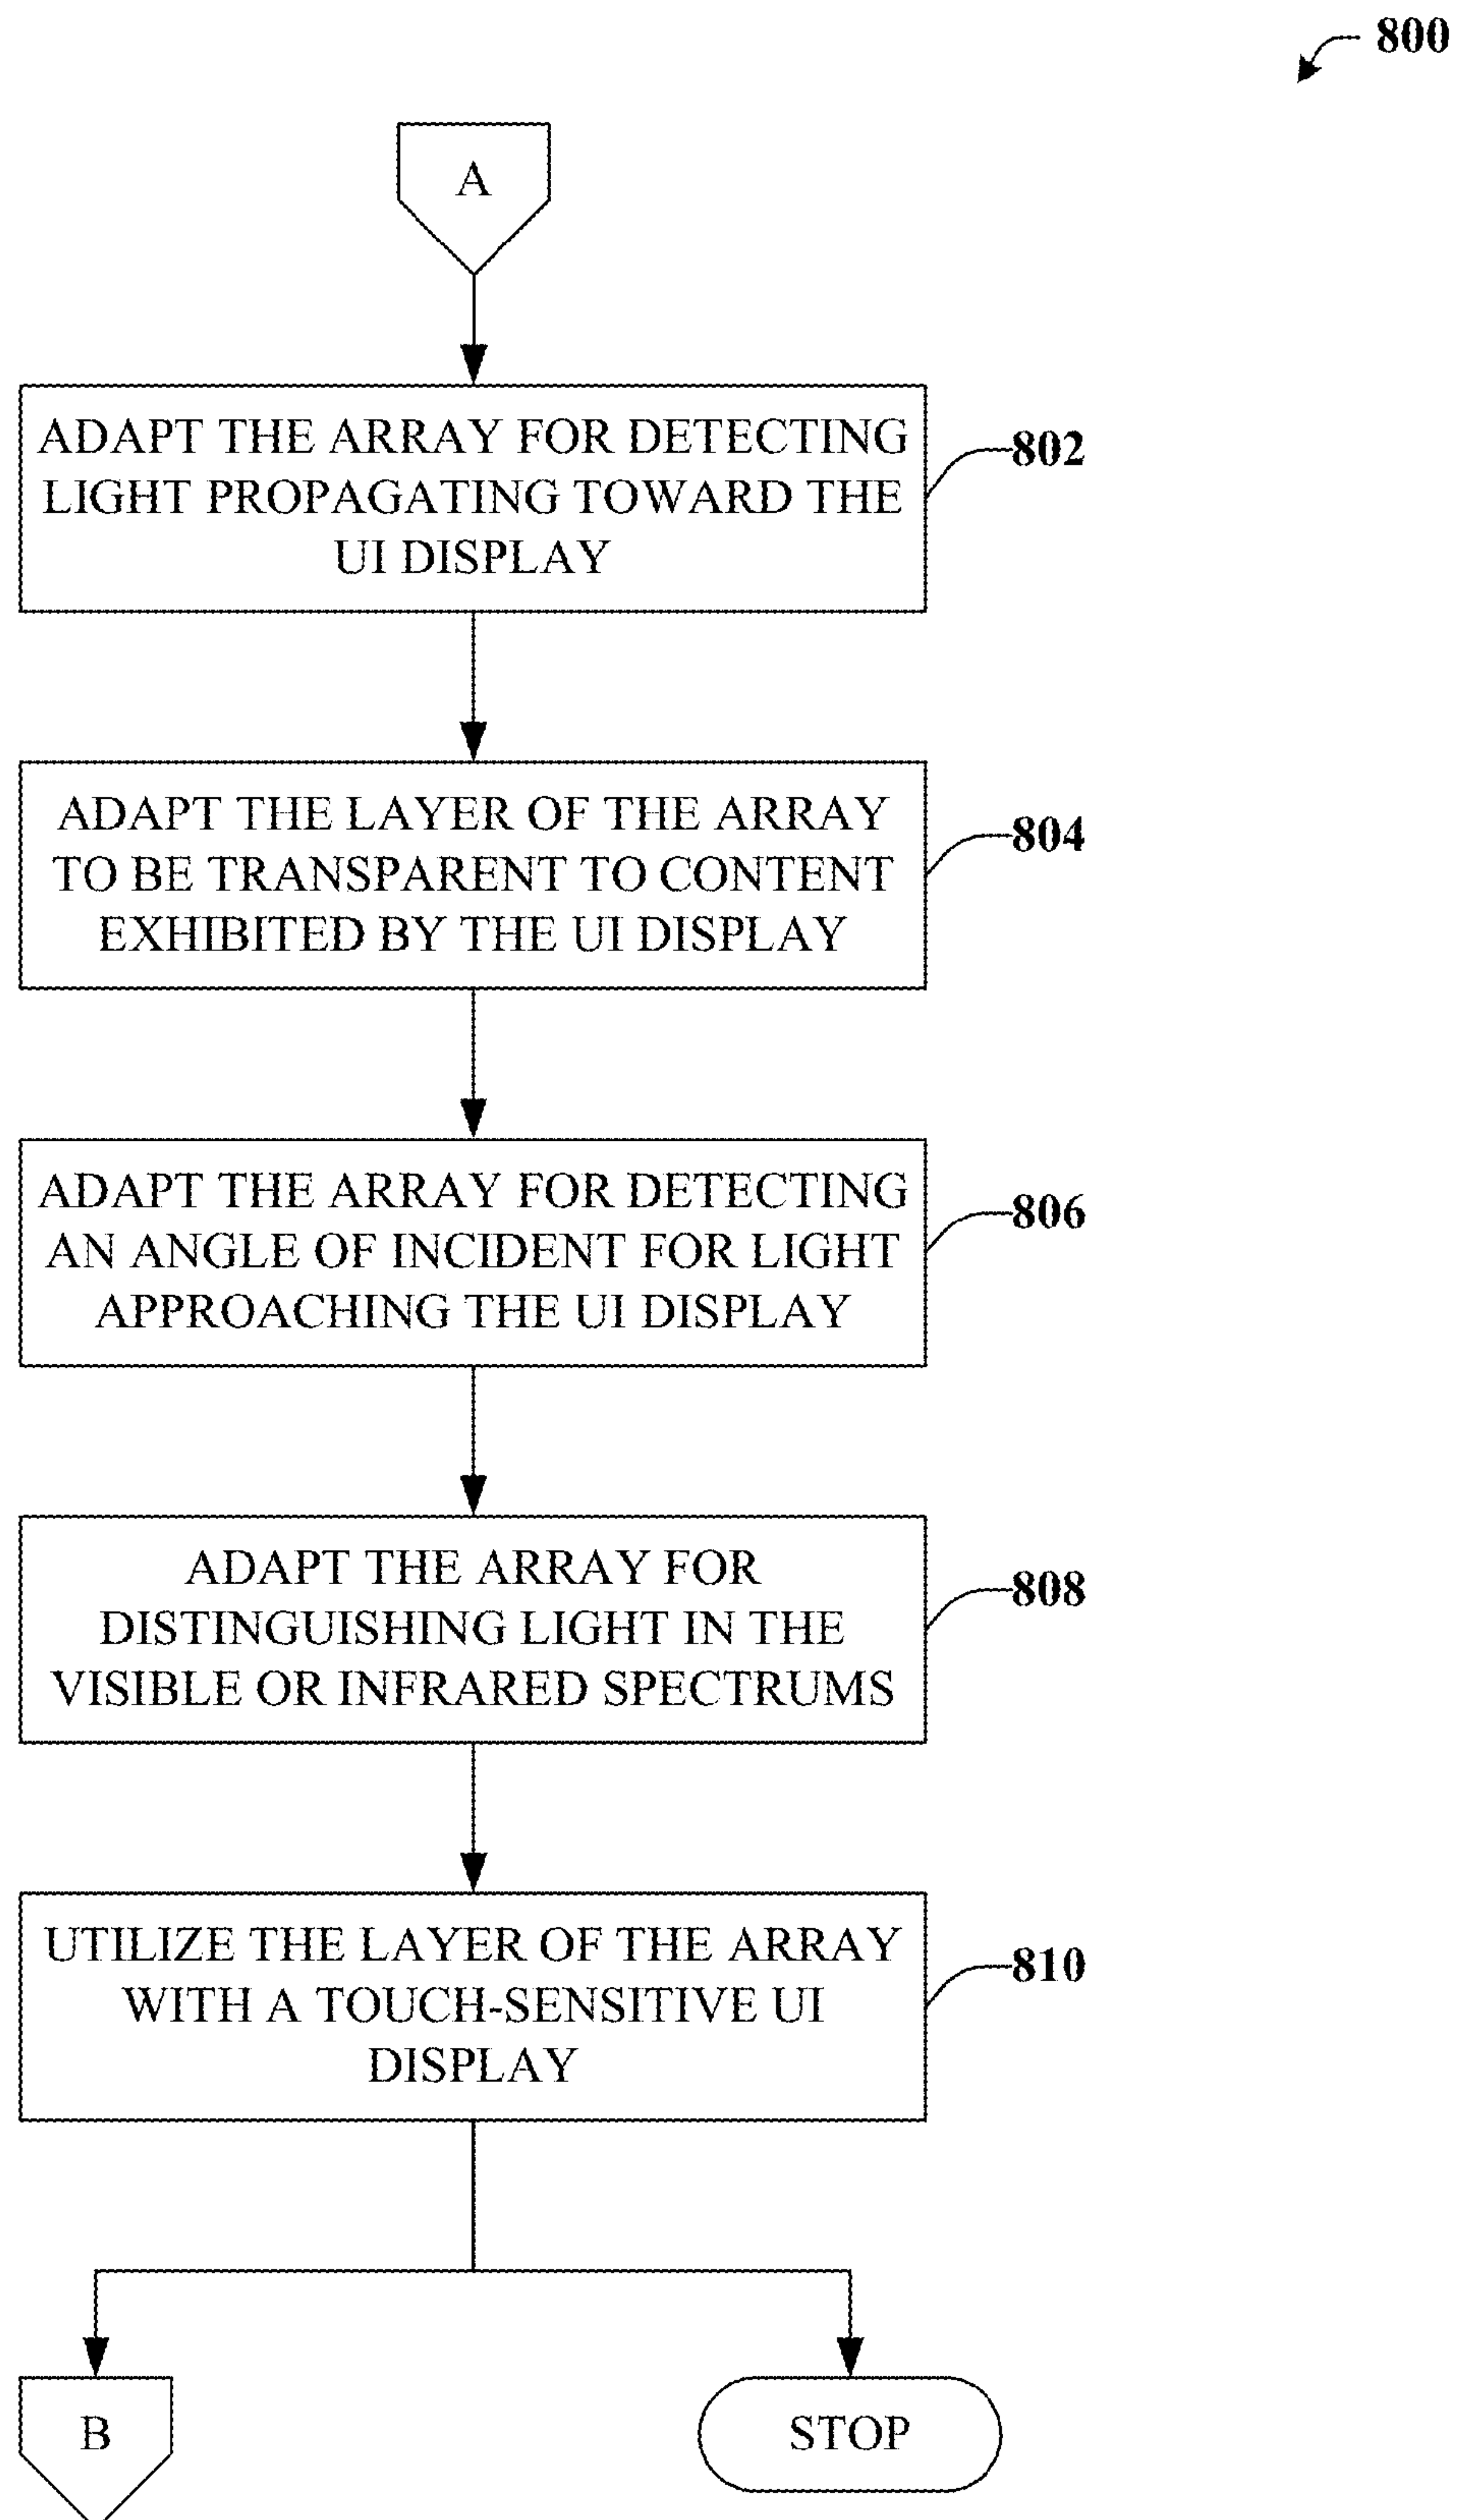 800
A
ADAPT THE ARRAY FOR DETECTING
LIGHT PROPAGATING TOWARD THE
UI DISPLAY
802
ADAPT THE LAYER OF THE ARRAY
TO BE TRANSPARENT TO CONTENT
EXHIBITED BY THE UI DISPLAY
804
ADAPT THE ARRAY FOR DETECTING
AN ANGLE OF INCIDENT FOR LIGHT
APPROACHING THE UI DISPLAY
806
ADAPT THE ARRAY FOR
DISTINGUISHING LIGHT IN THE
VISIBLE OR INFRARED SPECTRUMS
808
UTILIZE THE LAYER OF THE ARRAY
WITH A TOUCH-SENSITIVE UI
DISPLAY
810
B
STOP